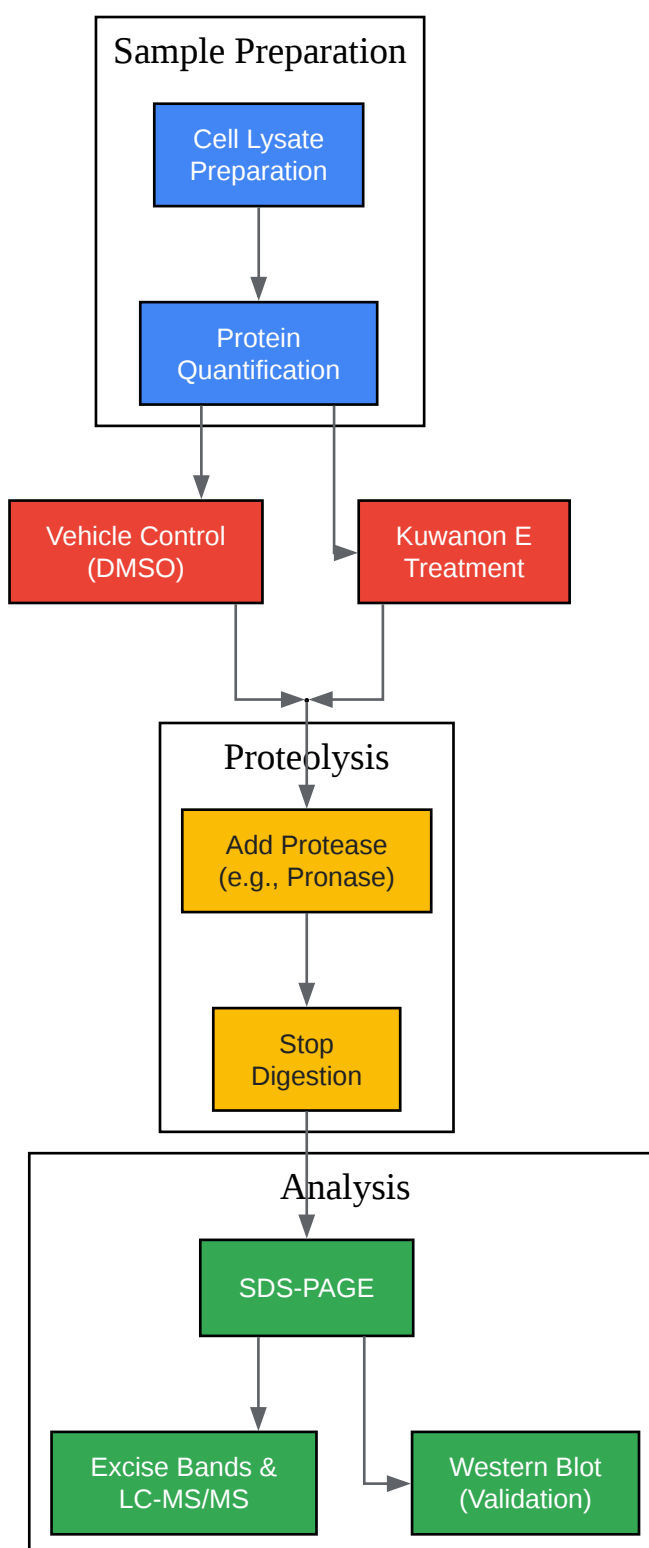 Sample Preparation
Cell Lysate
Preparation
Protein
Quantification
Vehicle Control
(DMSO)
Kuwanon E
Treatment
Proteolysis
Add Protease
(e.g., Pronase)
Stop
Digestion
Analysis
SDS-PAGE
Excise Bands &
LC-MS/MS
Western Blot
(Validation)